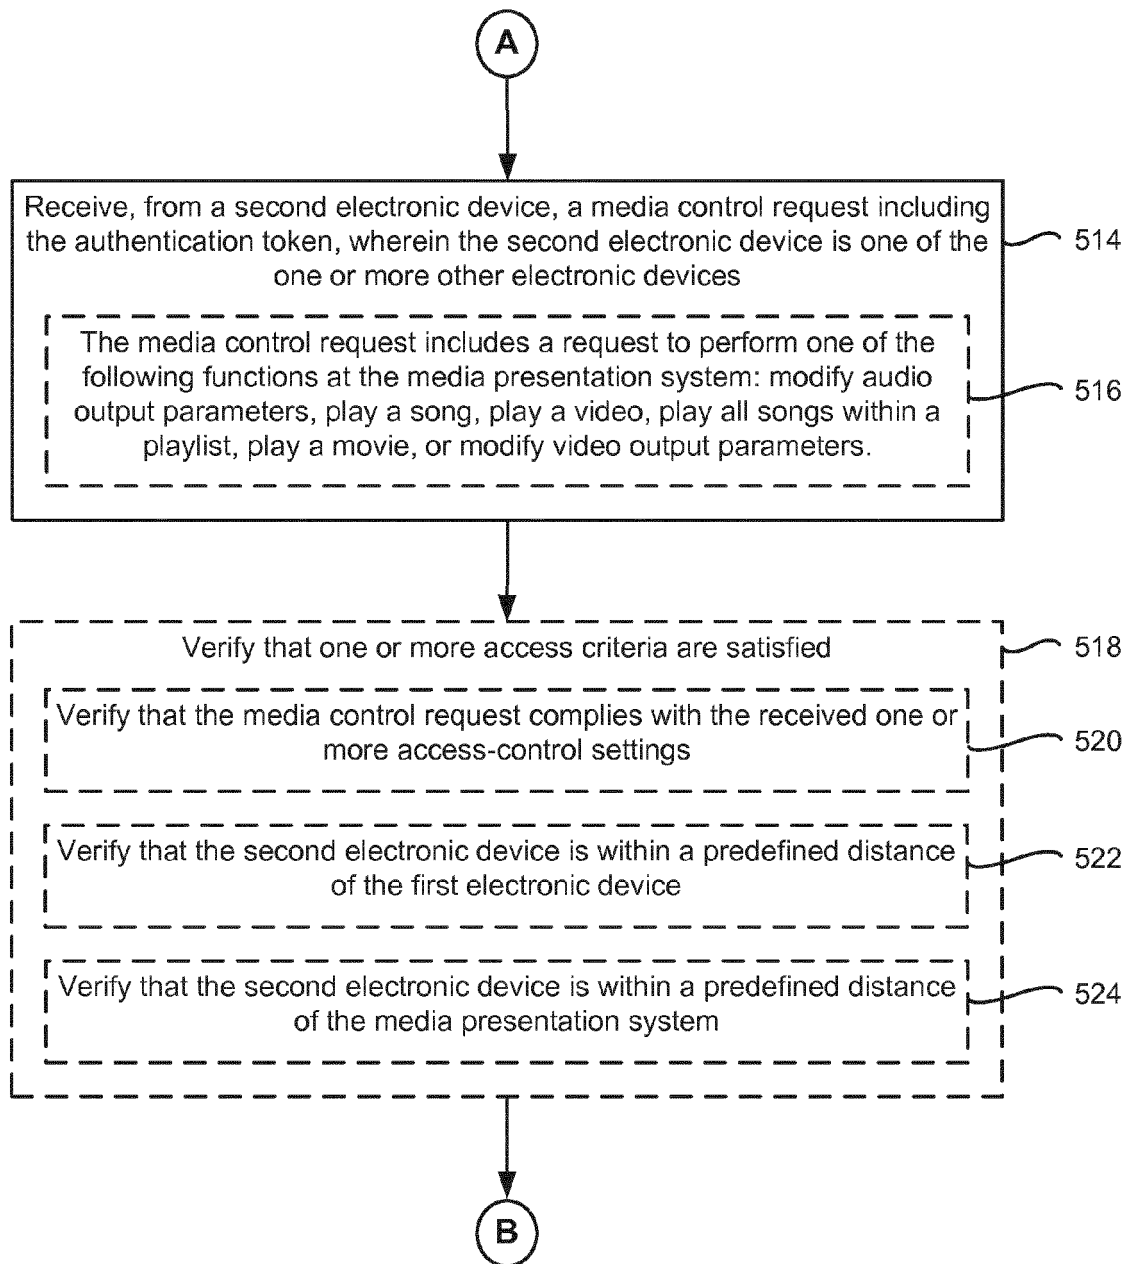 A
Receive, from a second electronic device, a media control request including
the authentication token, wherein the second electronic device is one of the
one or more other electronic devices
514
The media control request includes a request to perform one of the
following functions at the media presentation system: modify audio
output parameters, play a song, play a video, play all songs within a
playlist, play a movie, or modify video output parameters.
516
Verify that one or more access criteria are satisfied
518
Verify that the media control request complies with the received one or
more access-control settings
520
Verify that the second electronic device is within a predefined distance
of the first electronic device
522
Verify that the second electronic device is within a predefined distance
of the media presentation system
524
B